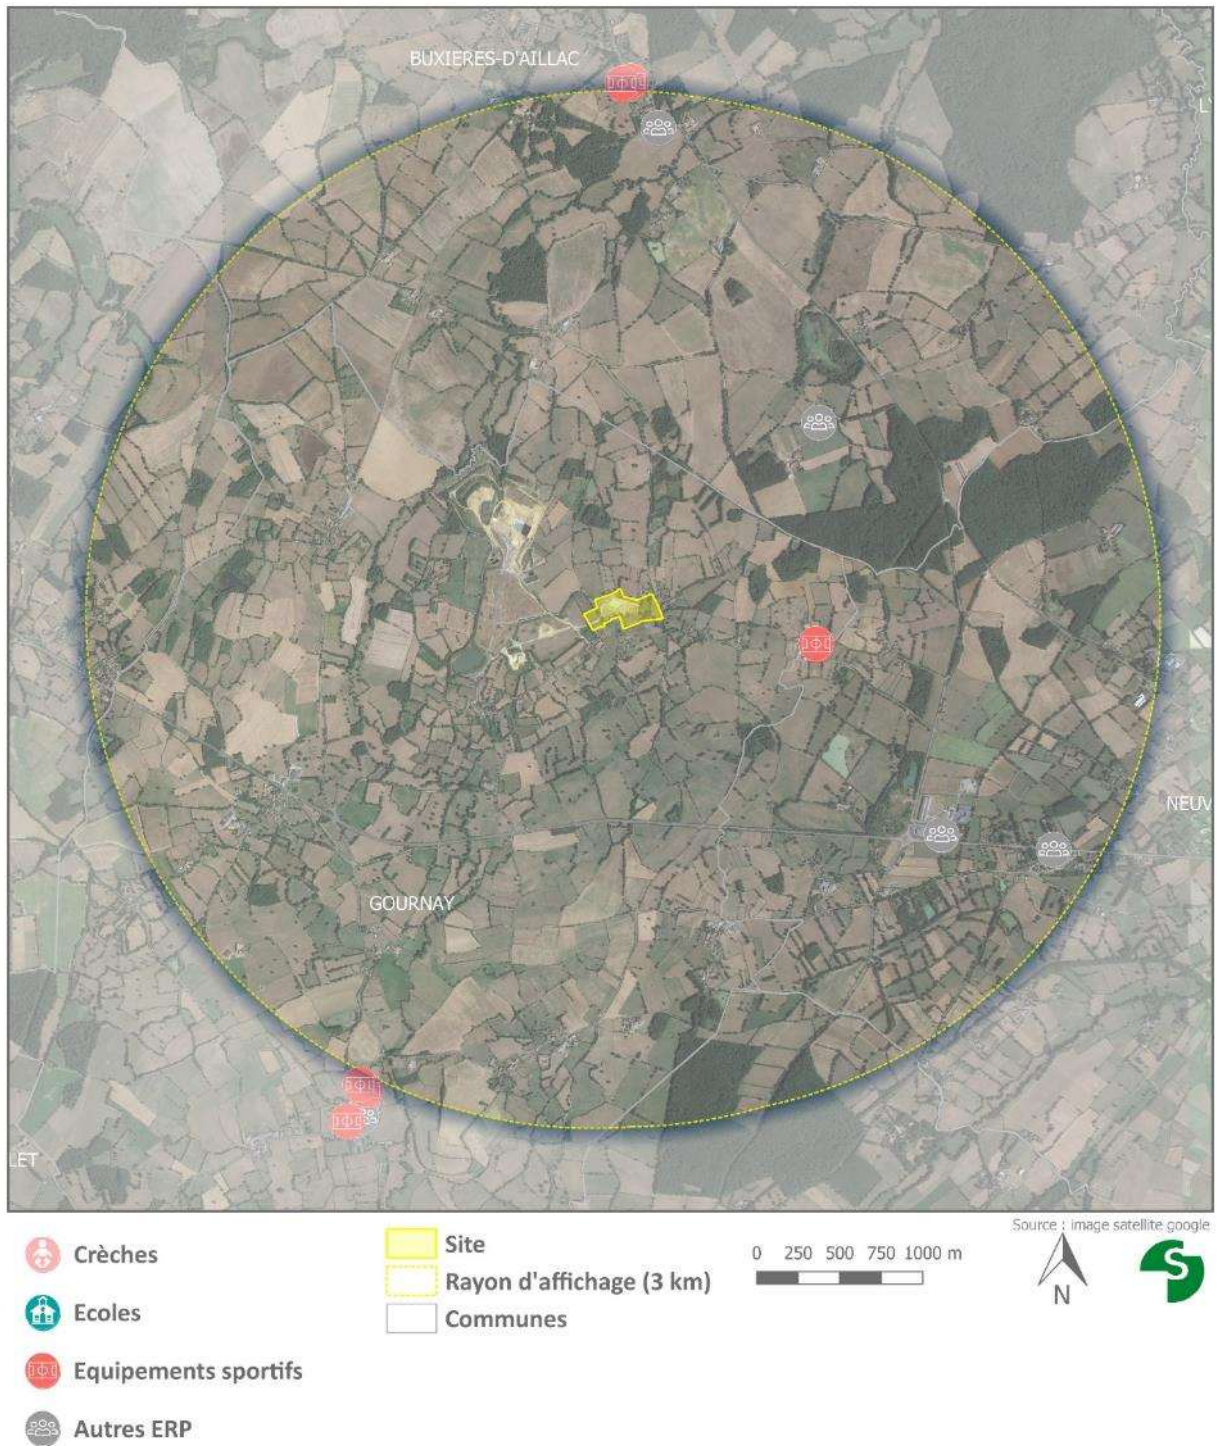 BUXIERES-D'AILLAC
L'
NEUV
GOURNAY
LET
Source : image satellite google
Crèches
Ecoles
Equipements sportifs
Autres ERP
Site
Rayon d'affichage (3 km)
Communes
0 250 500 750 1000 m
N
S